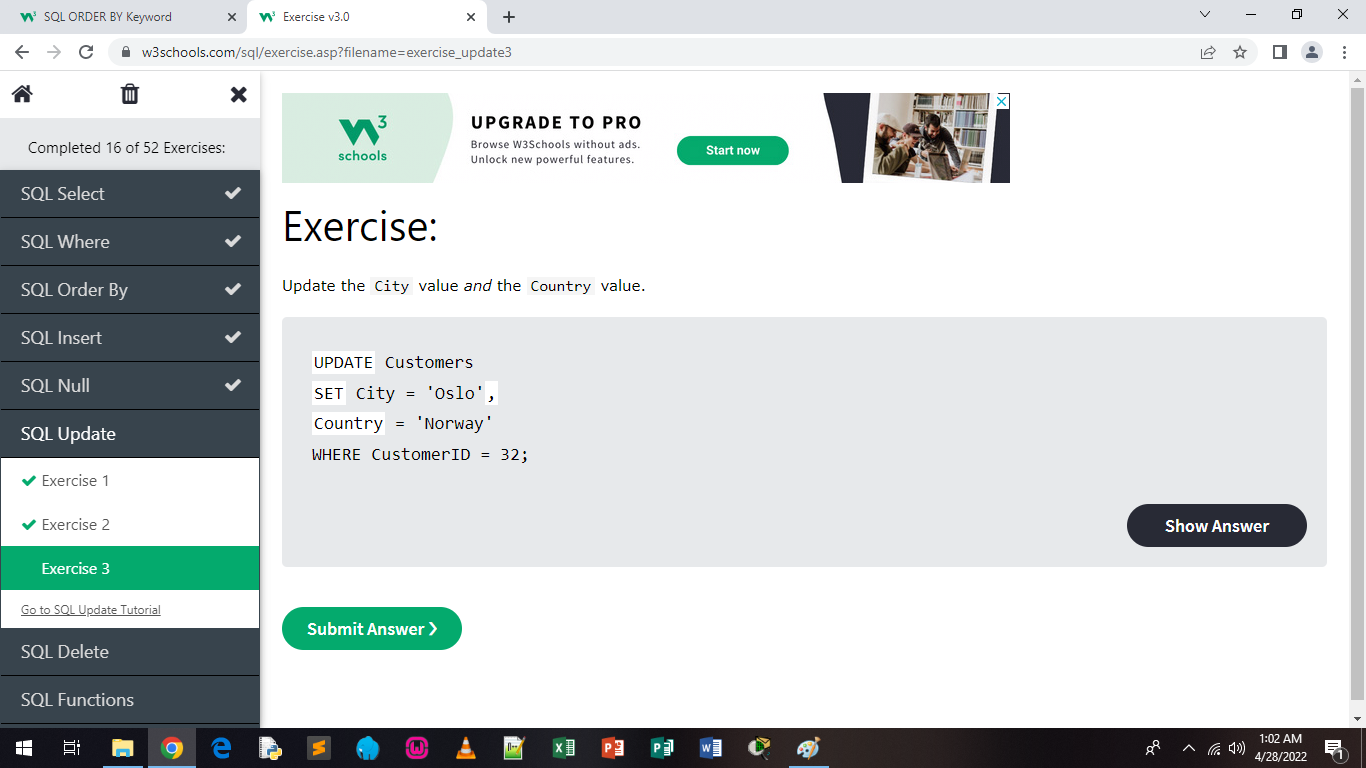 SQL ORDER BY Keyword
Exercise v3.0
w3schools.com/sql/exercise.asp?filename=exercise_update3
Completed 16 of 52 Exercises:
SQL Select
SQL Where
SQL Order By
SQL Insert
SQL Null
SQL Update
Exercise 1
Exercise 2
Exercise 3
Go to SQL Update Tutorial
SQL Delete
SQL Functions
3
schools
UPGRADE TO PRO
Browse W3Schools without ads.
Unlock new powerful features.
Start now
Exercise:
Update the City value and the Country value.
UPDATE Customers
SET City = 'Oslo',
Country = 'Norway'
WHERE CustomerID = 32;
Show Answer
Submit Answer ❯
1:02 AM
4/28/2022
1